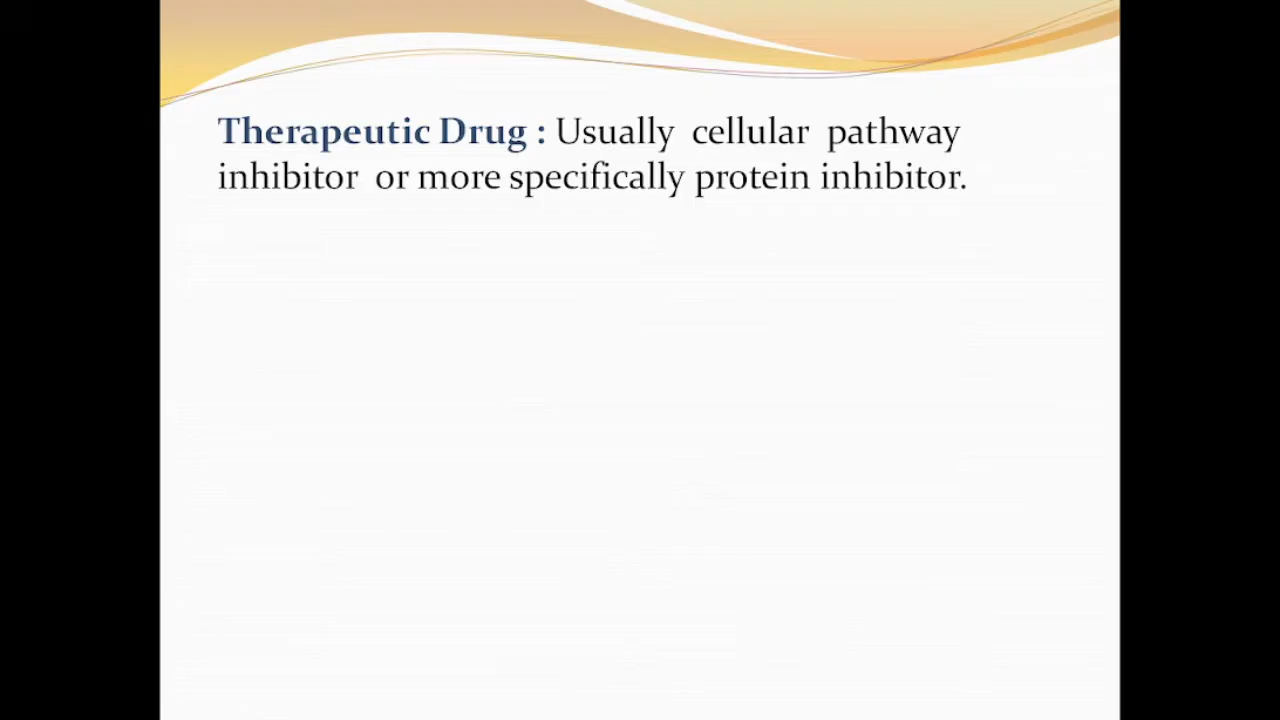 Therapeutic Drug : Usually cellular pathway
inhibitor or more specifically protein inhibitor.